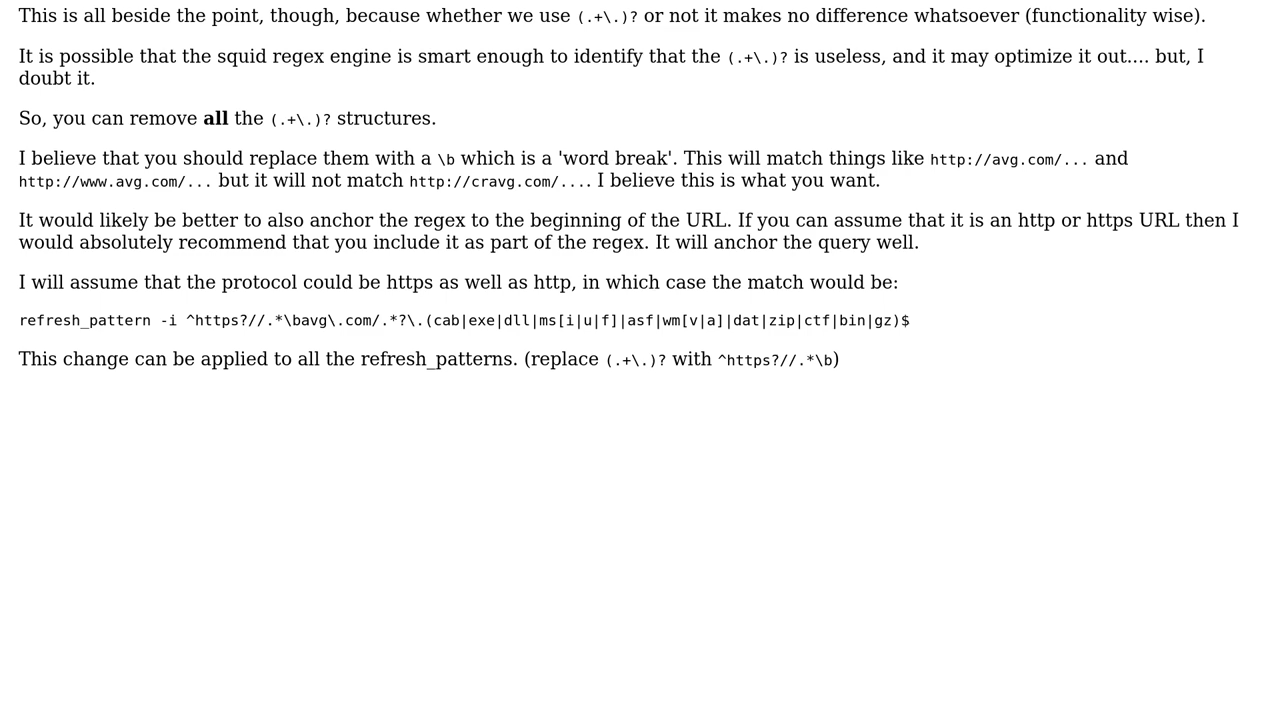 This is all beside the point, though, because whether we use (.+\.)? or not it makes no difference whatsoever (functionality wise).
It is possible that the squid regex engine is smart enough to identify that the (.+\.)? is useless, and it may optimize it out.... but, I
doubt it.
So, you can remove all the (.+\.)? structures.
I believe that you should replace them with a \b which is a 'word break'. This will match things like http://avg.com/... and
http://www.avg.com/... but it will not match http://cravg.com/.... I believe this is what you want.
It would likely be better to also anchor the regex to the beginning of the URL. If you can assume that it is an http or https URL then I
would absolutely recommend that you include it as part of the regex. It will anchor the query well.
I will assume that the protocol could be https as well as http, in which case the match would be:
refresh_pattern -i ^https?//.*\bavg\.com/.*?\.(cab|exe|dll|ms[i|u|f]|asf|wm[v|a]|dat|zip|ctf|bin|gz)$
This change can be applied to all the refresh_patterns. (replace (.+\.)? with ^https?//.*\b)